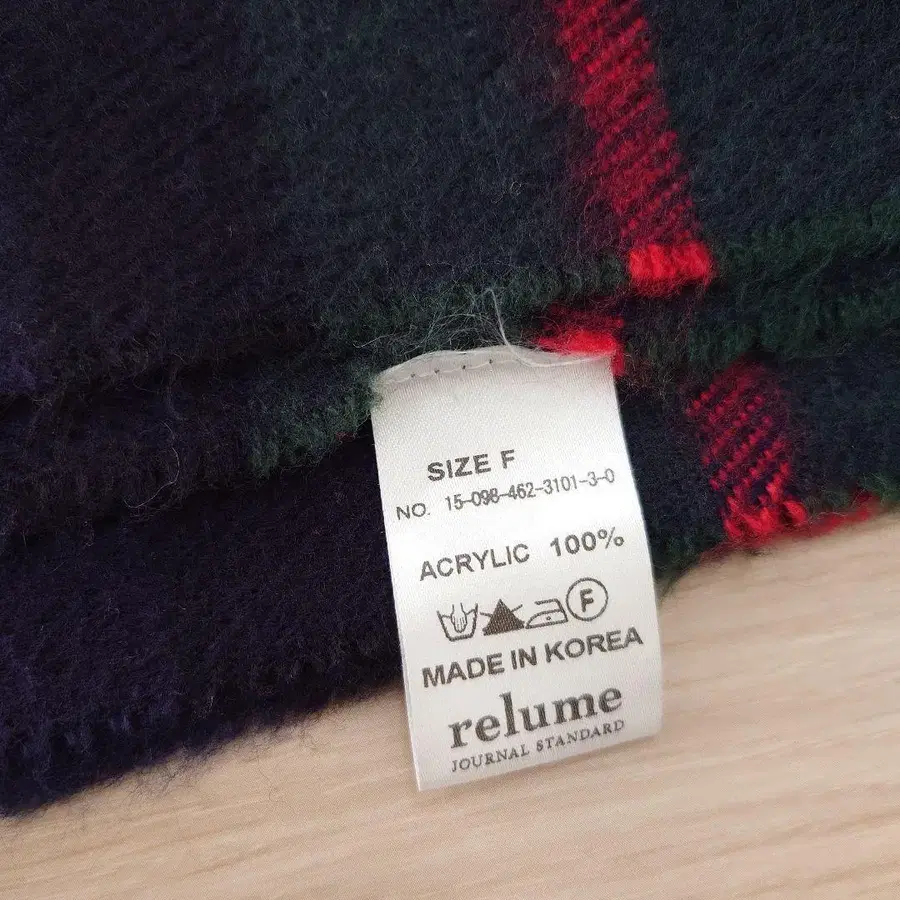 SIZE F
NO. 15-098-462-3101-3-0
ACRYLIC 100%
F
MADE IN KOREA
relume
JOURNAL STANDARD